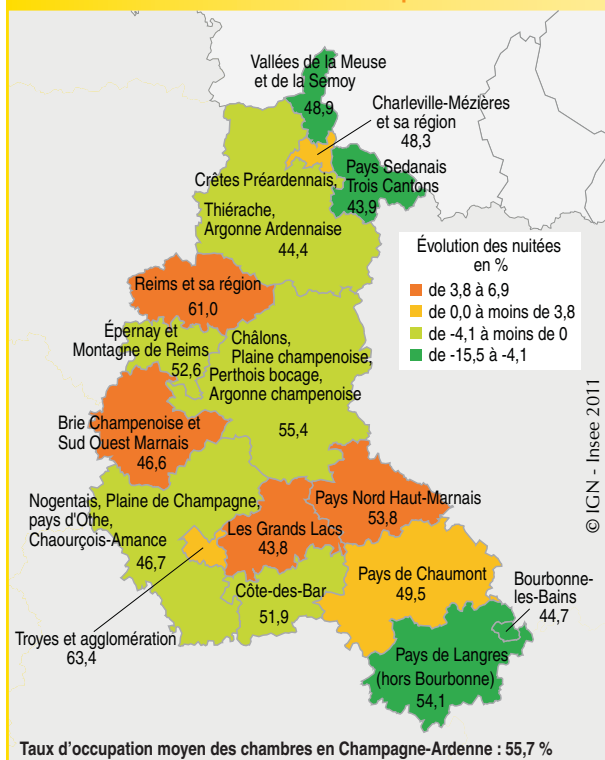 Vallées de la Meuse
et de la Semoy
48,9
Charleville-Mézières
et sa région
48,3
Pays Sedanais
Trois Cantons
43,9
Crêtes Préardennais,
Thiérache,
Argonne Ardennaise
44,4
Évolution des nuitées
en %
de 3,8 à 6,9
de 0,0 à moins de 3,8
de -4,1 à moins de 0
de -15,5 à -4,1
Reims et sa région
61,0
Épernay et
Montagne de Reims
52,6
Châlons,
Plaine champenoise,
Perthois bocage,
Argonne champenoise
55,4
Brie Champenoise et
Sud Ouest Marnais
46,6
Nogentais, Plaine de Champagne,
pays d'Othe,
Chaourçois-Amance
46,7
Les Grands Lacs
43,8
Pays Nord Haut-Marnais
53,8
Côte-des-Bar
51,9
Pays de Chaumont
49,5
Bourbonne-
les-Bains
44,7
Troyes et agglomération
63,4
Pays de Langres
(hors Bourbonne)
54,1
© IGN - Insee 2011
Taux d'occupation moyen des chambres en Champagne-Ardenne : 55,7 %